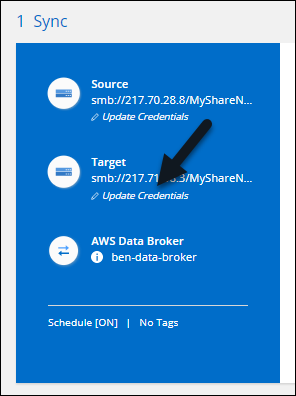 1 Sync
Source
smb://217.70.28.8/MyShareN...
Update Credentials
Target
smb://217.71
3/MyShareN...
Update Credentials
AWS Data Broker
ben-data-broker
Schedule [ON] | No Tags